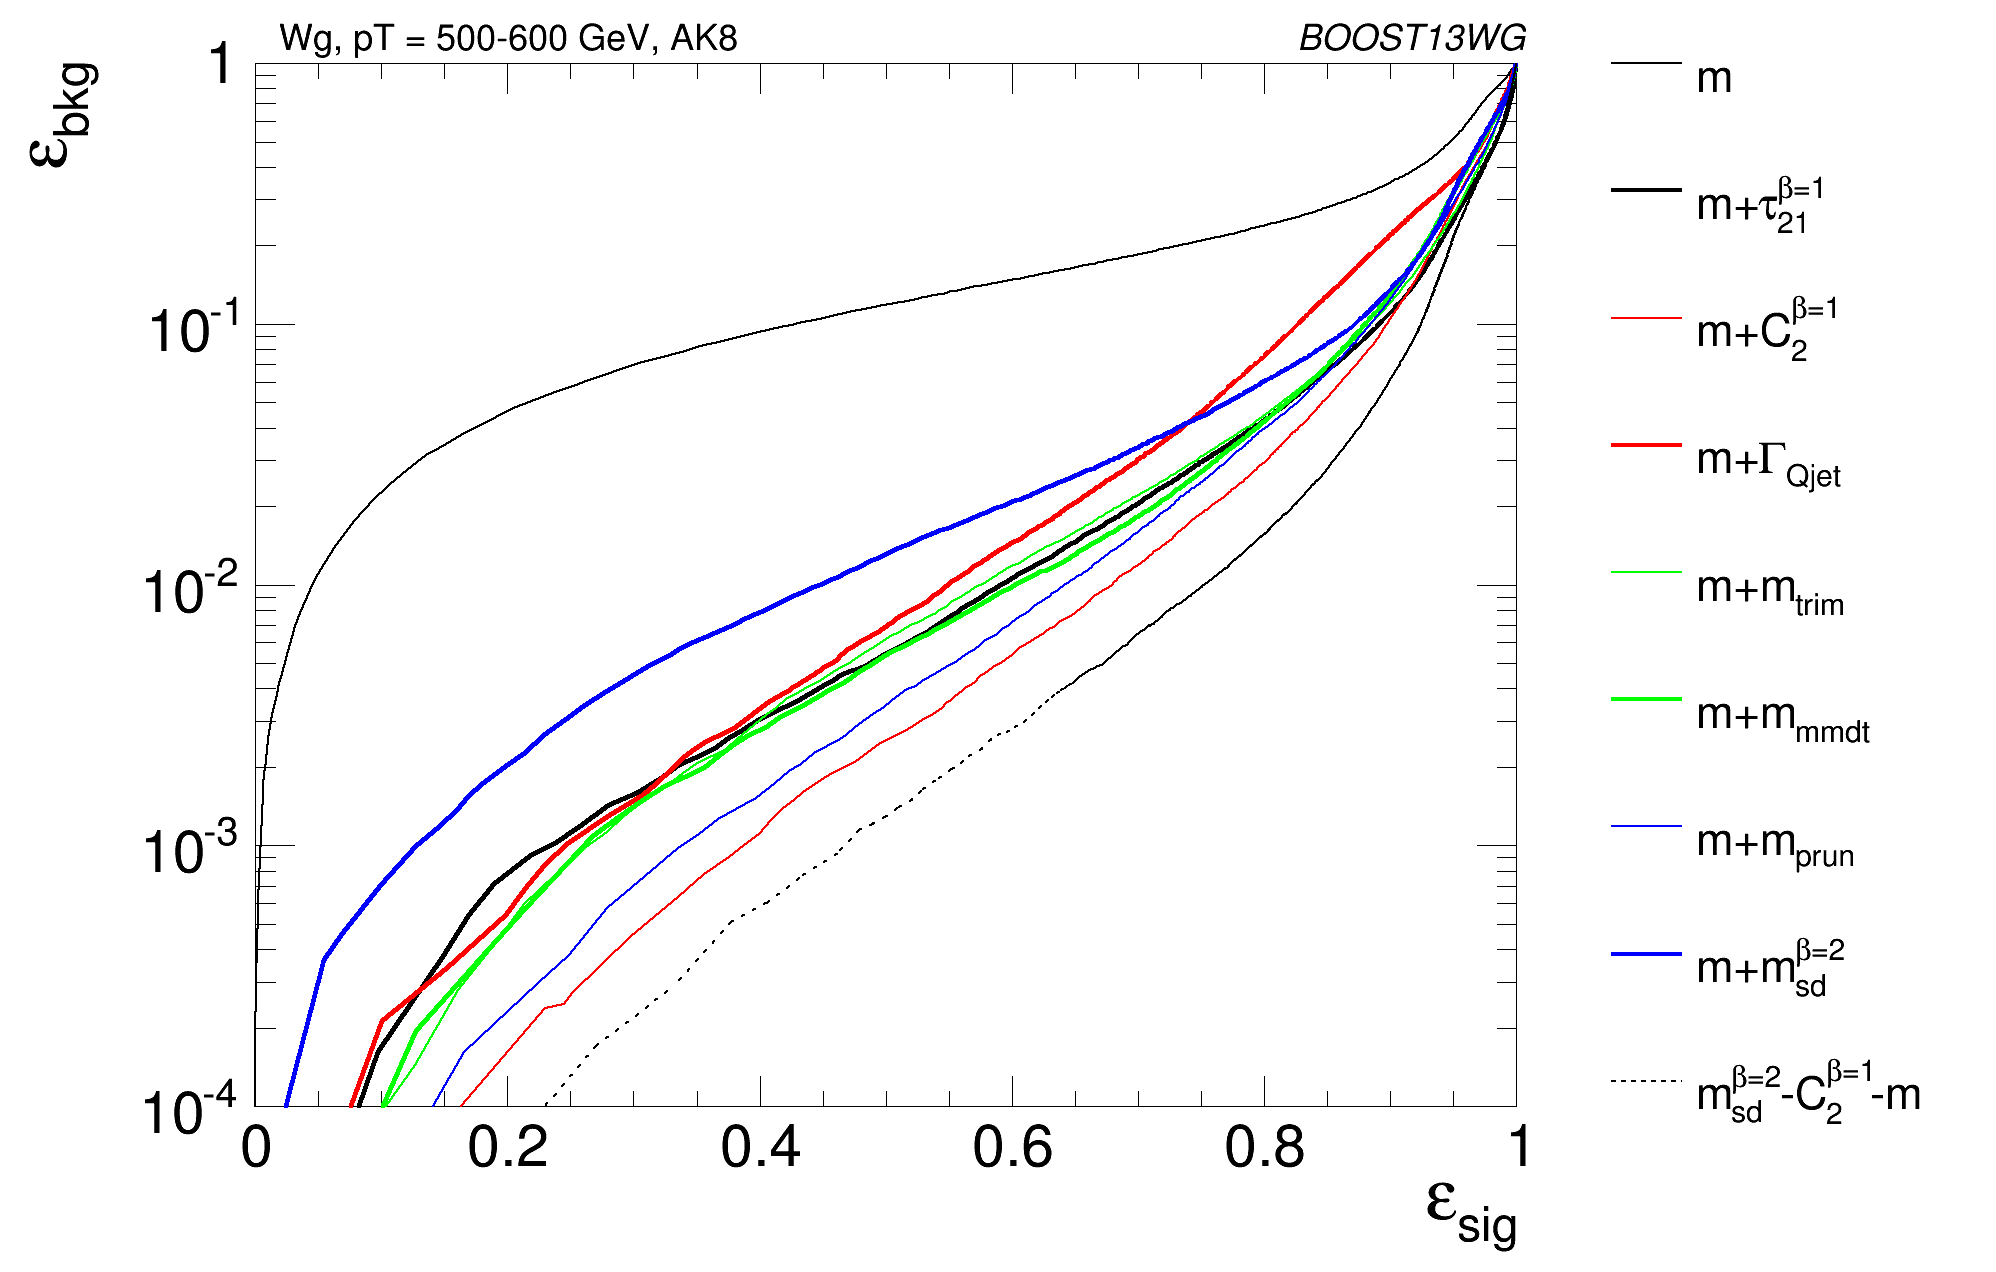 Wg, pT = 500-600 GeV, AK8
BOOST13WG
ε_bkg
1
10^-1
10^-2
10^-3
10^-4
0 0.2 0.4 0.6 0.8 1
ε_sig
m
m+τ_21^β=1
m+C_2^β=1
m+Γ_Qjet
m+m_trim
m+m_mmdt
m+m_prun
m+m_sd^β=2
m_sd^β=2-C_2^β=1-m